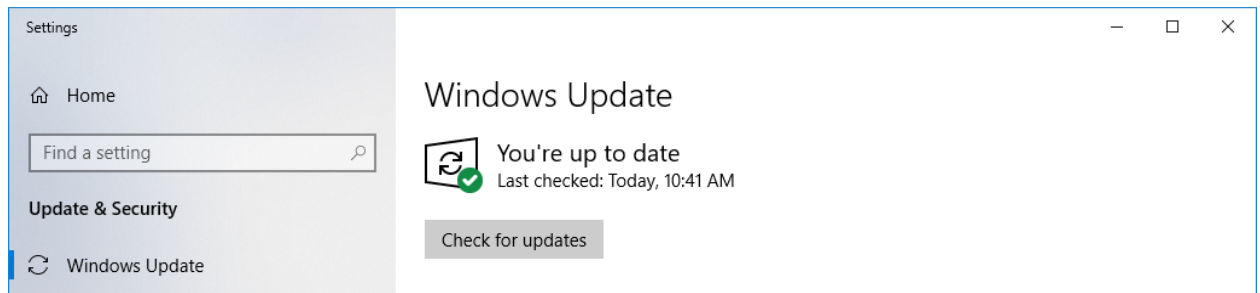 Settings
Home
Find a setting
Update & Security
Windows Update
Windows Update
You're up to date
Last checked: Today, 10:41 AM
Check for updates